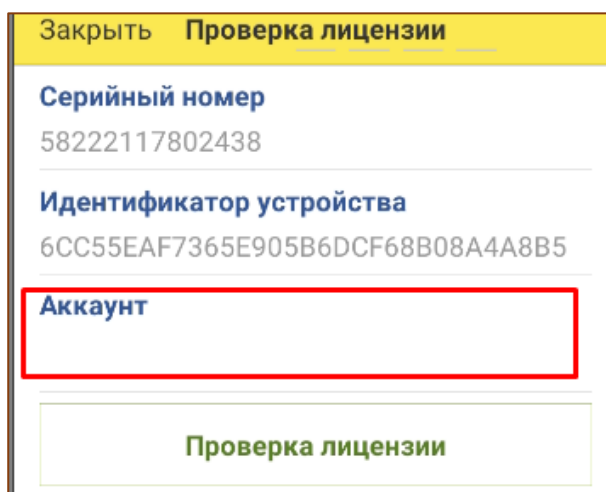 Закрыть Проверка лицензии
Серийный номер
58222117802438
Идентификатор устройства
6CC55EAF7365E905B6DCF68B08A4A8B5
Аккаунт
Проверка лицензии